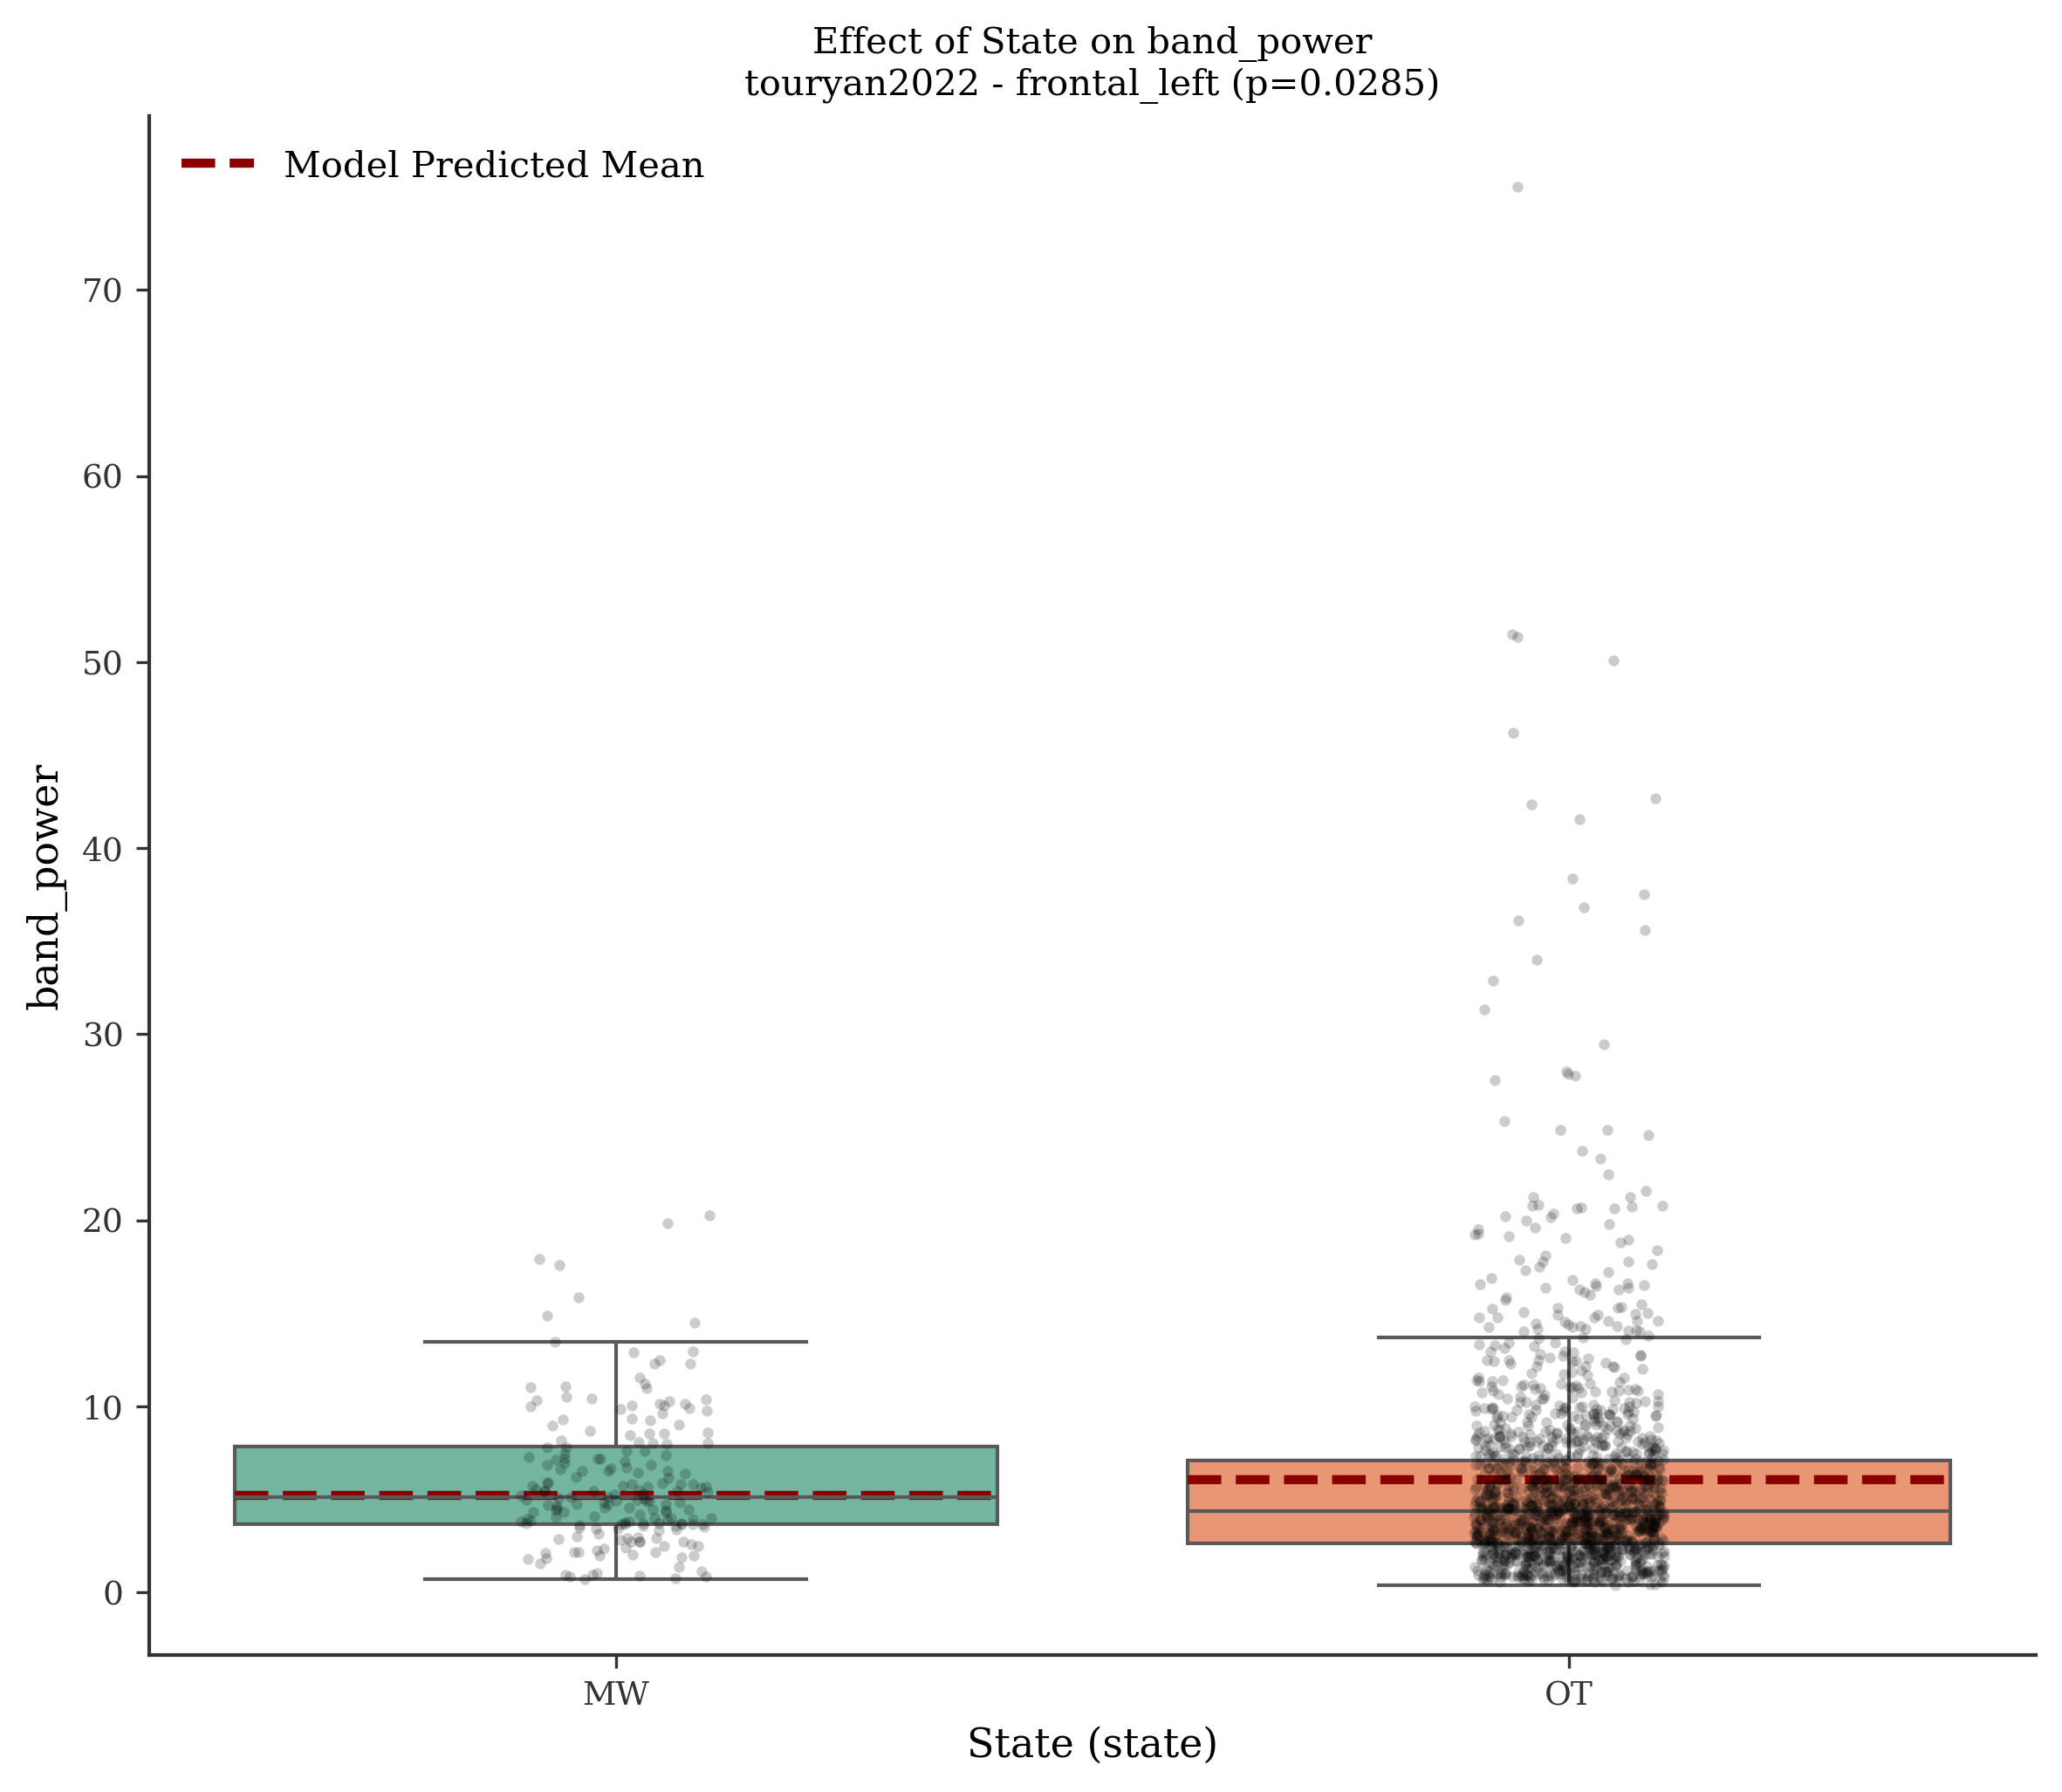 Effect of State on band_power
touryan2022 - frontal_left (p=0.0285)
Model Predicted Mean
band_power
70
60
50
40
30
20
10
0
MW
OT
State (state)